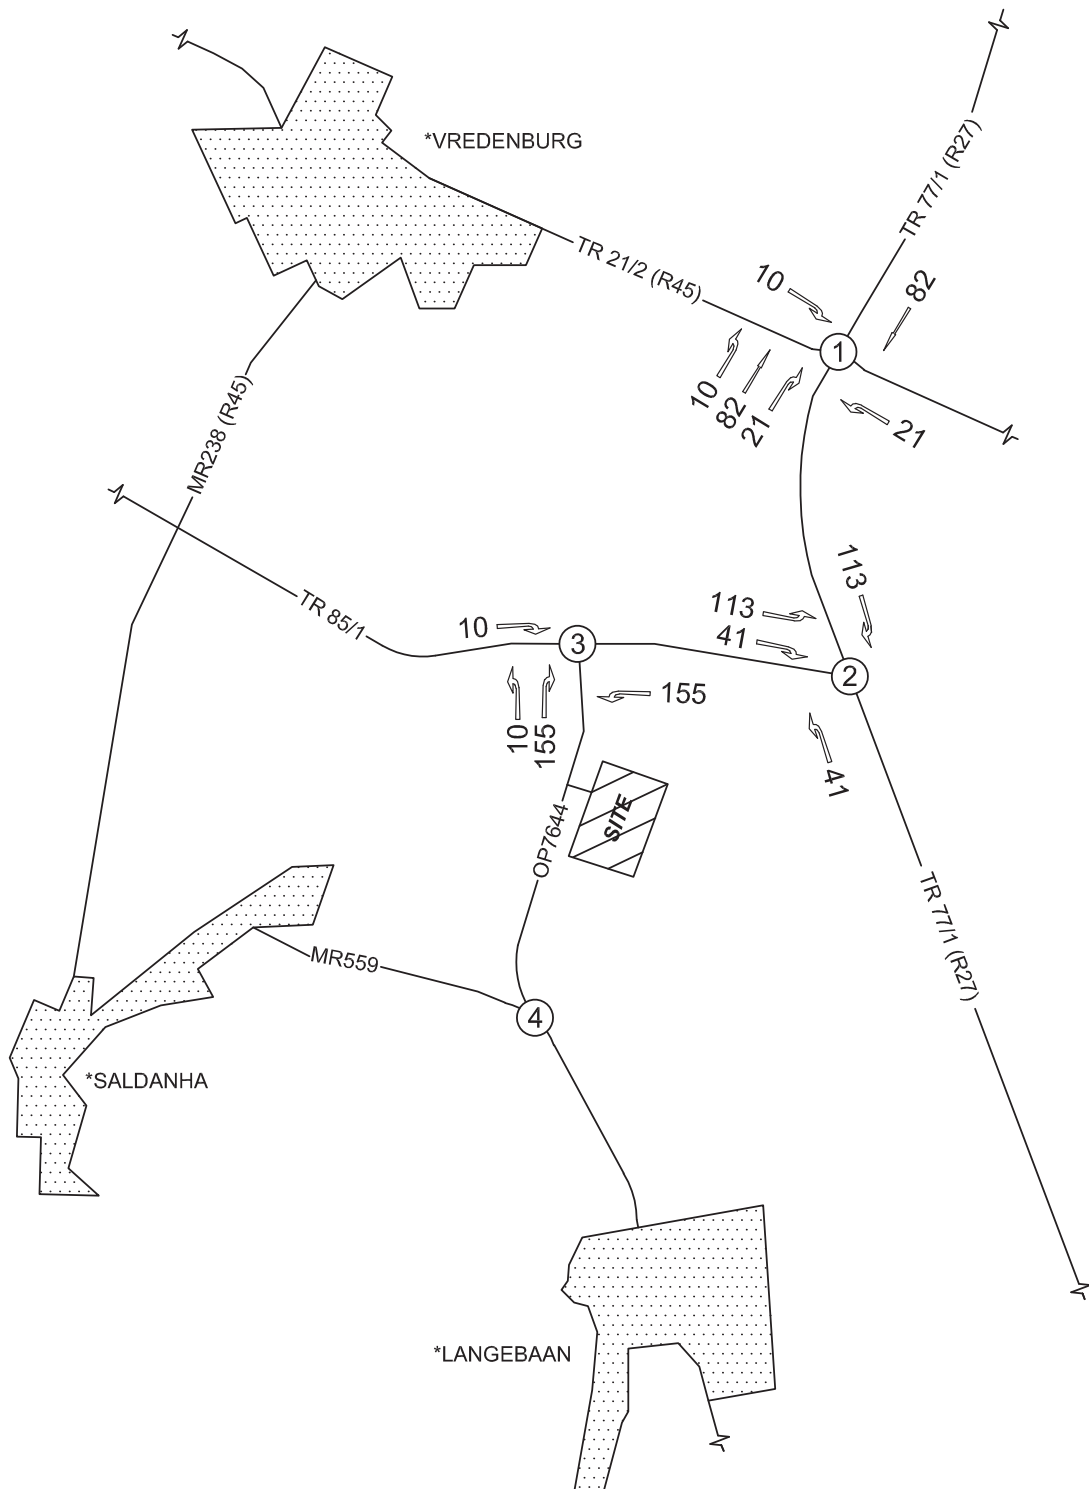 *VREDENBURG
TR 77/1 (R27)
TR 21/2 (R45)
10
82
1
10
82
21
21
MR238 (R45)
113
TR 85/1
113
10
3
41
2
155
10
155
41
SITE
OP7644
TR 77/1 (R27)
MR559
4
*SALDANHA
*LANGEBAAN